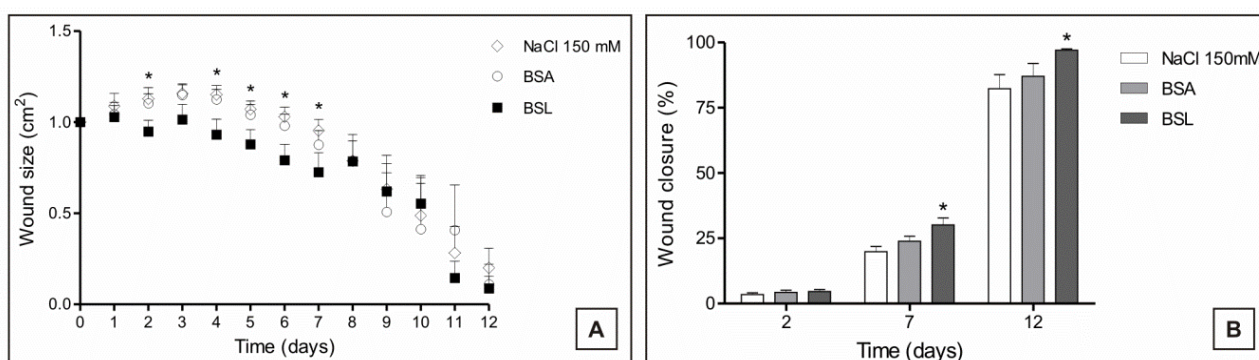 1.5
1.0
0.5
0.0
Wound size (cm²)
* * * * *
0 1 2 3 4 5 6 7 8 9 10 11 12
Time (days)
NaCl 150 mM
BSA
BSL
A
100
75
50
25
0
Wound closure (%)
* *
2 7 12
Time (days)
NaCl 150mM
BSA
BSL
B